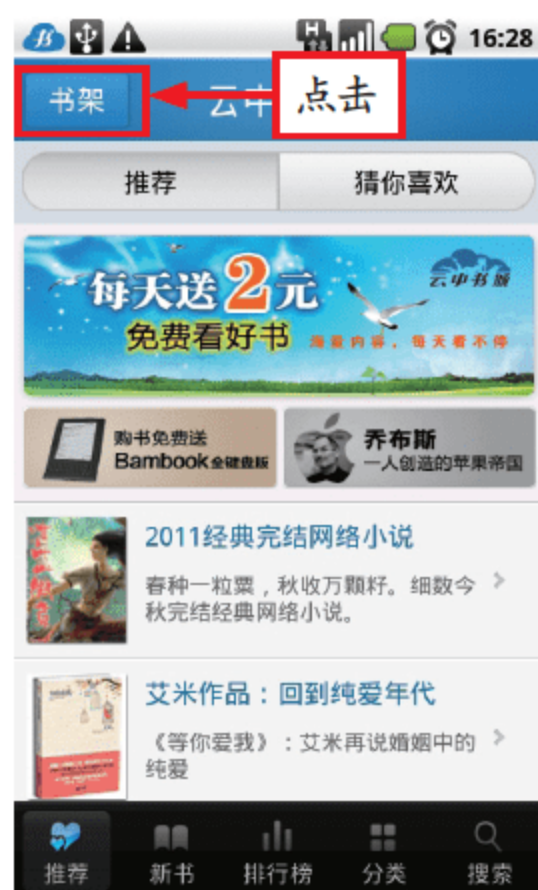 16:28
书架
云中
点击
推荐
猜你喜欢
每天送2元
免费看好书
海量内容，每天看不停
云中书城
购书免费送
Bambook全键盘版
乔布斯
一人创造的苹果帝国
2011经典完结网络小说
春种一粒粟，秋收万颗籽。细数今
秋完结经典网络小说。
艾米作品：回到纯爱年代
《等你爱我》：艾米再说婚姻中的
纯爱
推荐
新书
排行榜
分类
搜索